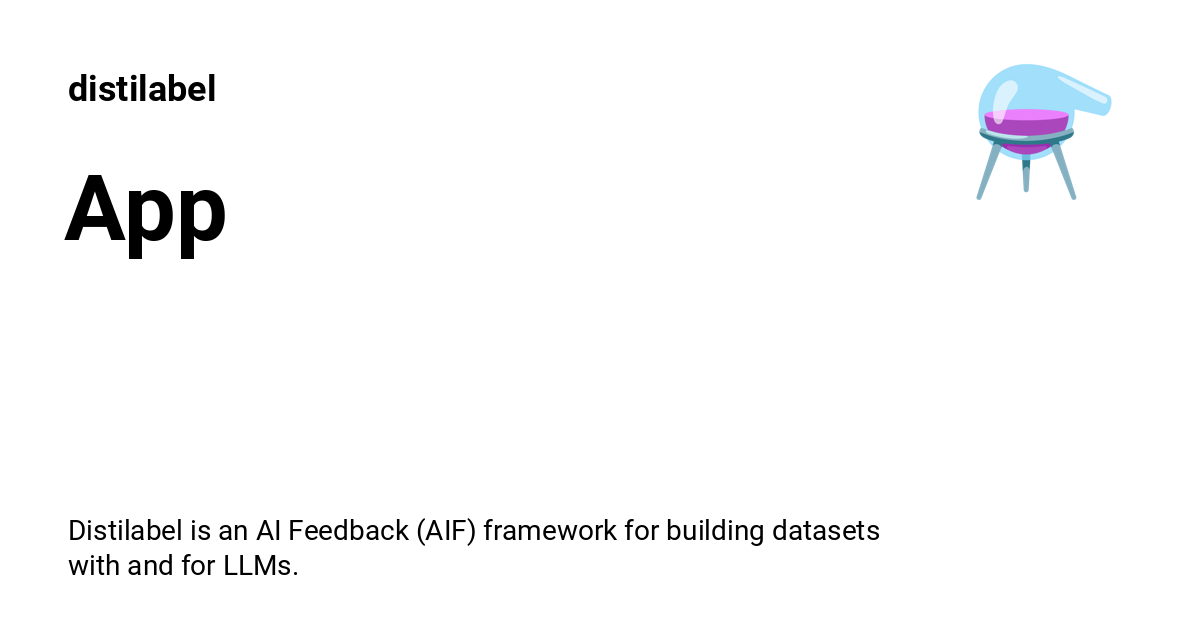 distilabel
App
Distilabel is an AI Feedback (AIF) framework for building datasets
with and for LLMs.